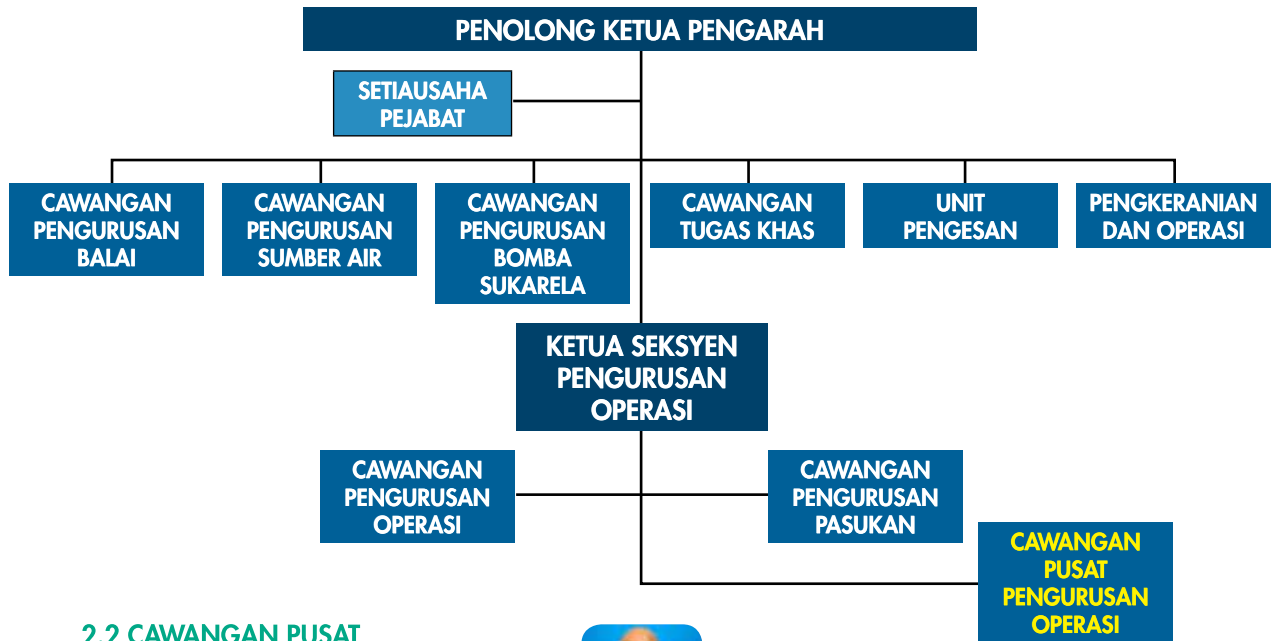 PENOLONG KETUA PENGARAH
SETIAUSAHA
PEJABAT
CAWANGAN
PENGURUSAN
BALAI
CAWANGAN
PENGURUSAN
SUMBER AIR
CAWANGAN
PENGURUSAN
BOMBA
SUKARELA
CAWANGAN
TUGAS KHAS
UNIT
PENGESAN
PENGKERANIAN
DAN OPERASI
KETUA SEKSYEN
PENGURUSAN
OPERASI
CAWANGAN
PENGURUSAN
OPERASI
CAWANGAN
PENGURUSAN
PASUKAN
CAWANGAN
PUSAT
PENGURUSAN
OPERASI
2.2 CAWANGAN PUSAT